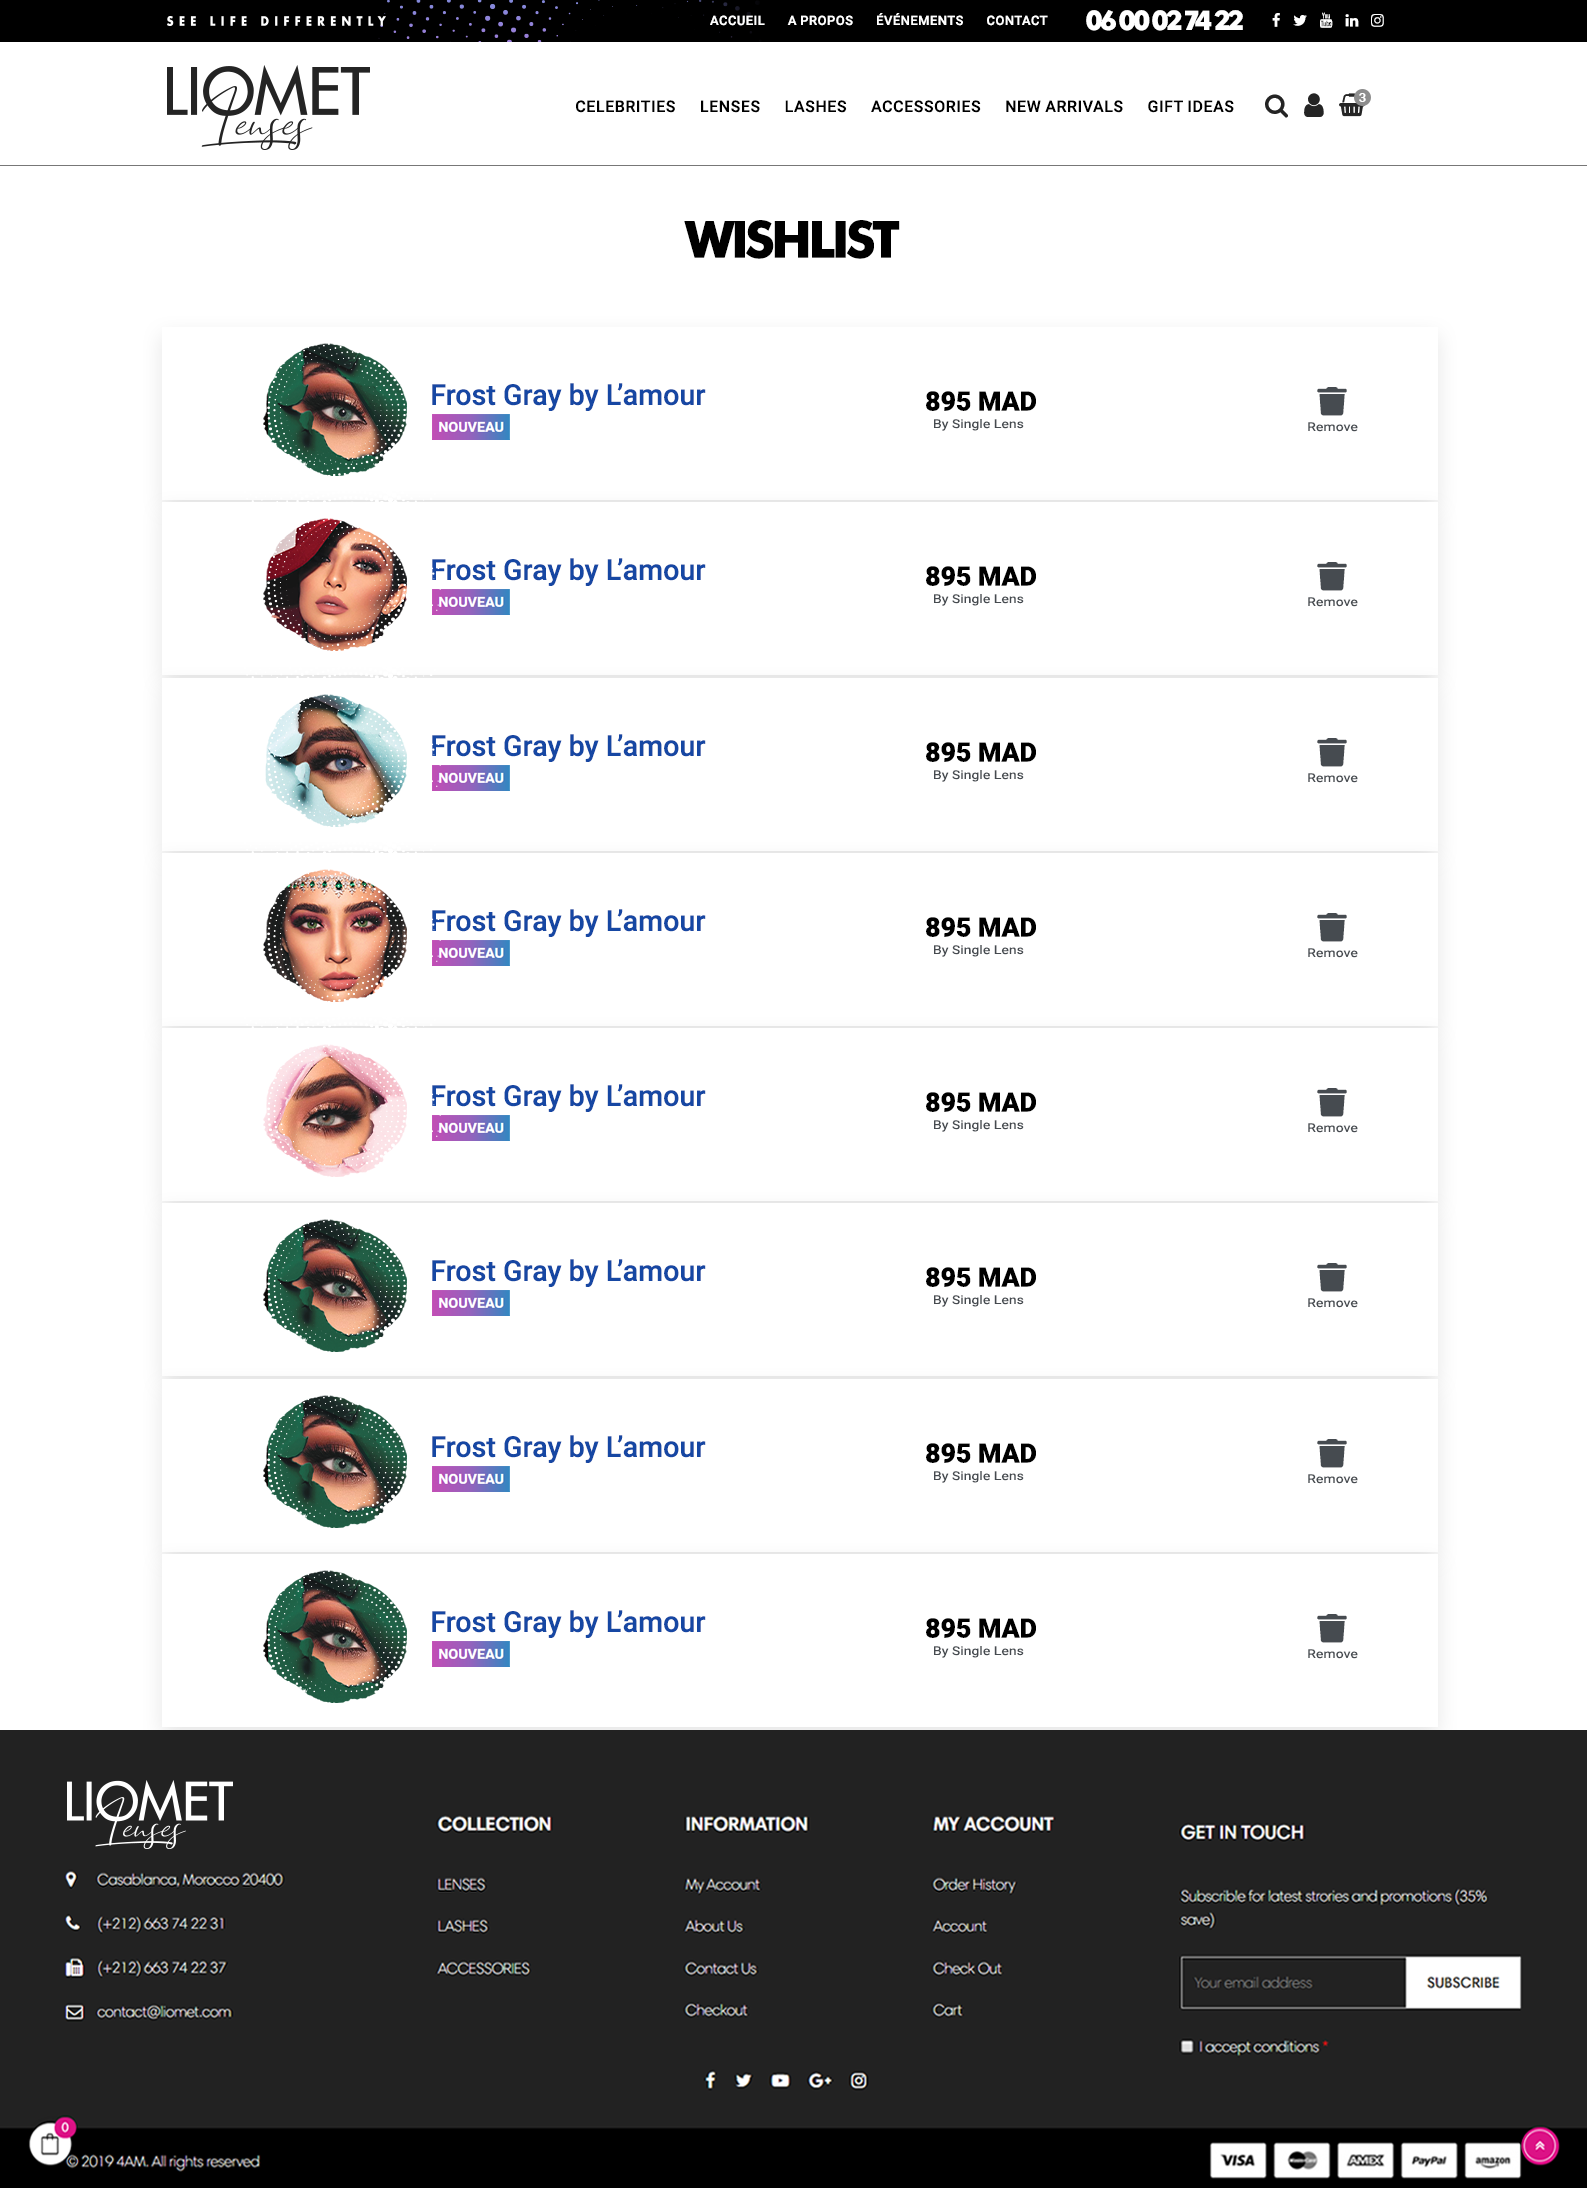 SEE LIFE DIFFERENTLY
ACCUEIL A PROPOS ÉVÉNEMENTS CONTACT 06 00 02 74 22
LIOMET
Lenses
CELEBRITIES LENSES LASHES ACCESSORIES NEW ARRIVALS GIFT IDEAS 3
WISHLIST
Frost Gray by L’amour
NOUVEAU
895 MAD
By Single Lens
Remove
Frost Gray by L’amour
NOUVEAU
895 MAD
By Single Lens
Remove
Frost Gray by L’amour
NOUVEAU
895 MAD
By Single Lens
Remove
Frost Gray by L’amour
NOUVEAU
895 MAD
By Single Lens
Remove
Frost Gray by L’amour
NOUVEAU
895 MAD
By Single Lens
Remove
Frost Gray by L’amour
NOUVEAU
895 MAD
By Single Lens
Remove
Frost Gray by L’amour
NOUVEAU
895 MAD
By Single Lens
Remove
Frost Gray by L’amour
NOUVEAU
895 MAD
By Single Lens
Remove
LIOMET
Lenses
Casablanca, Morocco 20400
(+212) 663 74 22 31
(+212) 663 74 22 37
contact@liomet.com
COLLECTION
LENSES
LASHES
ACCESSORIES
INFORMATION
My Account
About Us
Contact Us
Checkout
MY ACCOUNT
Order History
Account
Check Out
Cart
GET IN TOUCH
Subscrible for latest strories and promotions (35%
save)
Your email address SUBSCRIBE
I accept conditions *
0
© 2019 4AM. All rights reserved
VISA MasterCard AMEX PayPal amazon